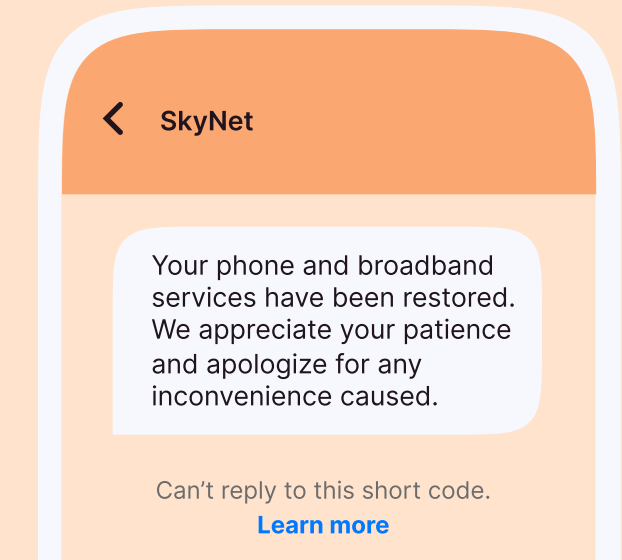 SkyNet
Your phone and broadband
services have been restored.
We appreciate your patience
and apologize for any
inconvenience caused.
Can’t reply to this short code.
Learn more